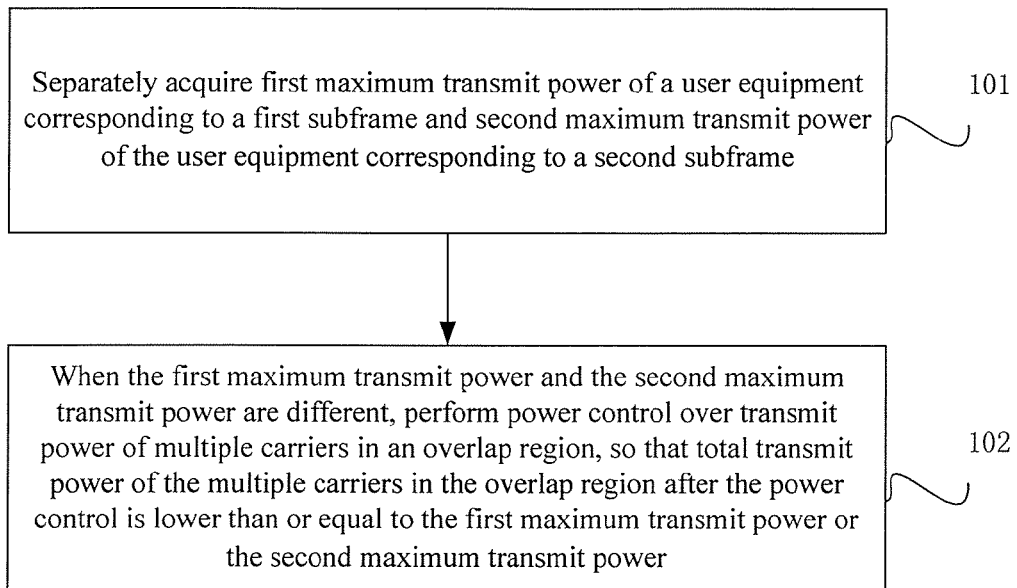 Separately acquire first maximum transmit power of a user equipment
corresponding to a first subframe and second maximum transmit power
of the user equipment corresponding to a second subframe
101
When the first maximum transmit power and the second maximum
transmit power are different, perform power control over transmit
power of multiple carriers in an overlap region, so that total transmit
power of the multiple carriers in the overlap region after the power
control is lower than or equal to the first maximum transmit power or
the second maximum transmit power
102